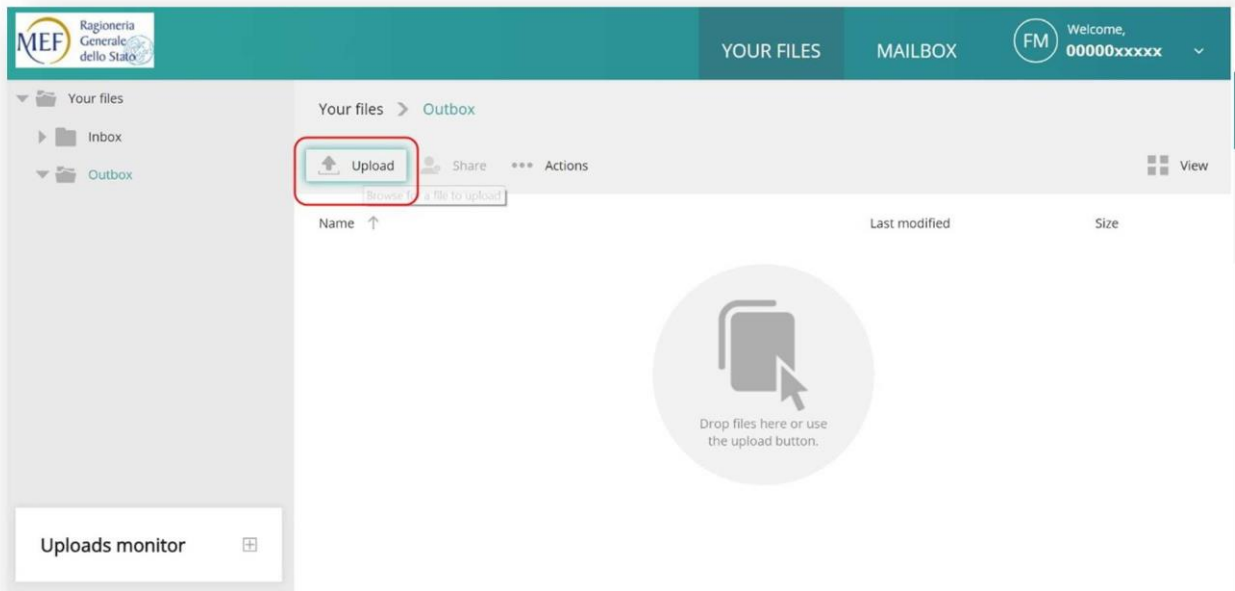 MEF
Ragioneria
Generale
dello Stato
YOUR FILES
MAILBOX
FM
Welcome,
00000xxxxx
Your files
Inbox
Outbox
Your files > Outbox
Upload
Share
Actions
View
Browse for a file to upload
Name ↑
Last modified
Size
Drop files here or use
the upload button.
Uploads monitor